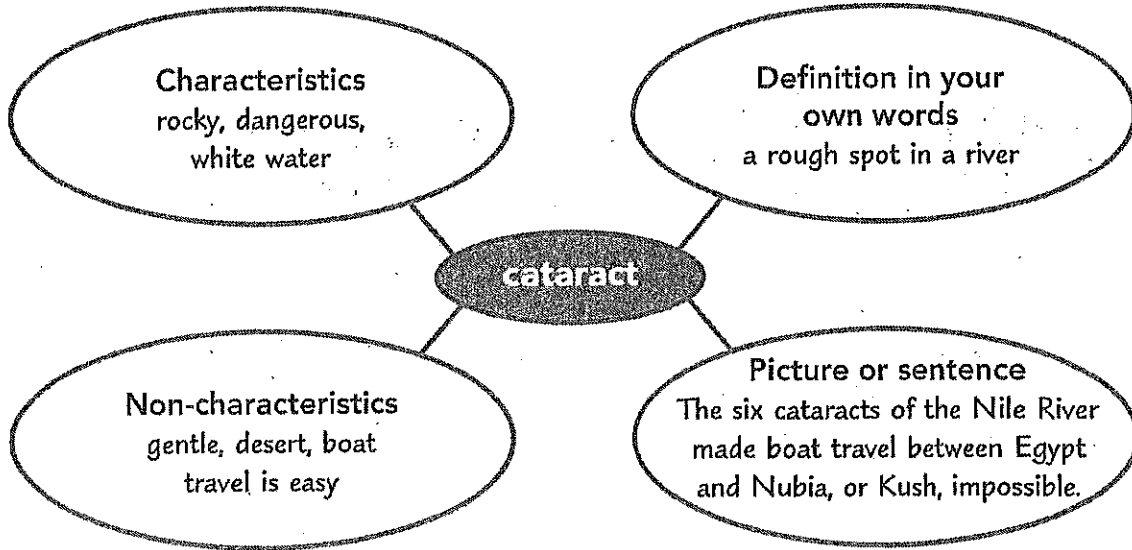 Characteristics
rocky, dangerous,
white water
Definition in your
own words
a rough spot in a river
cataract
Non-characteristics
gentle, desert, boat
travel is easy
Picture or sentence
The six cataracts of the Nile River
made boat travel between Egypt
and Nubia, or Kush, impossible.